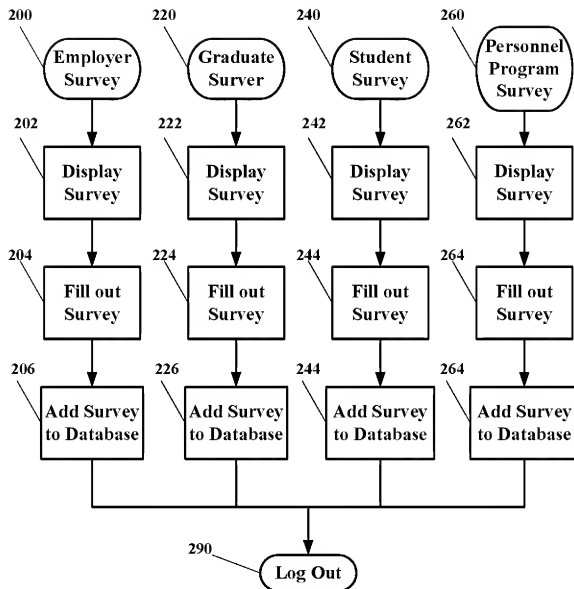 200
Employer
Survey
220
Graduate
Surver
240
Student
Survey
260
Personnel
Program
Survey
202
Display
Survey
222
Display
Survey
242
Display
Survey
262
Display
Survey
204
Fill out
Survey
224
Fill out
Survey
244
Fill out
Survey
264
Fill out
Survey
206
Add Survey
to Database
226
Add Survey
to Database
244
Add Survey
to Database
264
Add Survey
to Database
290
Log Out